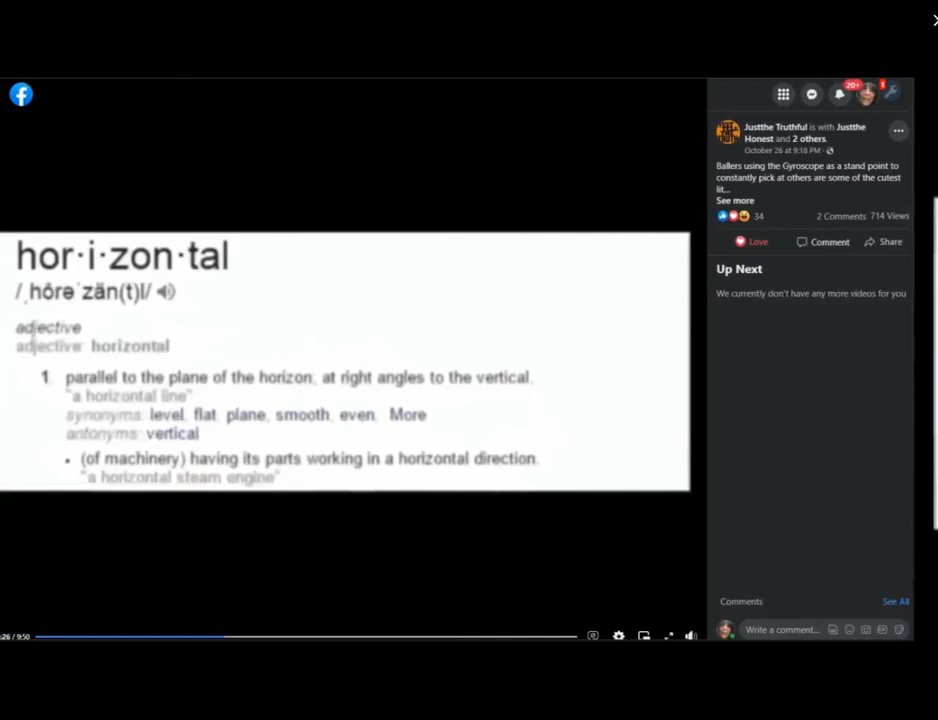 hor·i·zon·tal
/ˌhôrəˈzän(t)l/
adjective
adjective: horizontal
1. parallel to the plane of the horizon; at right angles to the vertical.
"a horizontal line"
synonyms: level, flat, plane, smooth, even. More
antonyms: vertical
• (of machinery) having its parts working in a horizontal direction.
"a horizontal steam engine"
:26 / 9:50
20+
1
Justthe Truthful is with Justthe
Honest and 2 others.
October 26 at 9:18 PM ·
Ballers using the Gyroscope as a stand point to
constantly pick at others are some of the cutest
lit...
See more
34
2 Comments 714 Views
Love Comment Share
Up Next
We currently don't have any more videos for you
Comments See All
Write a comment...